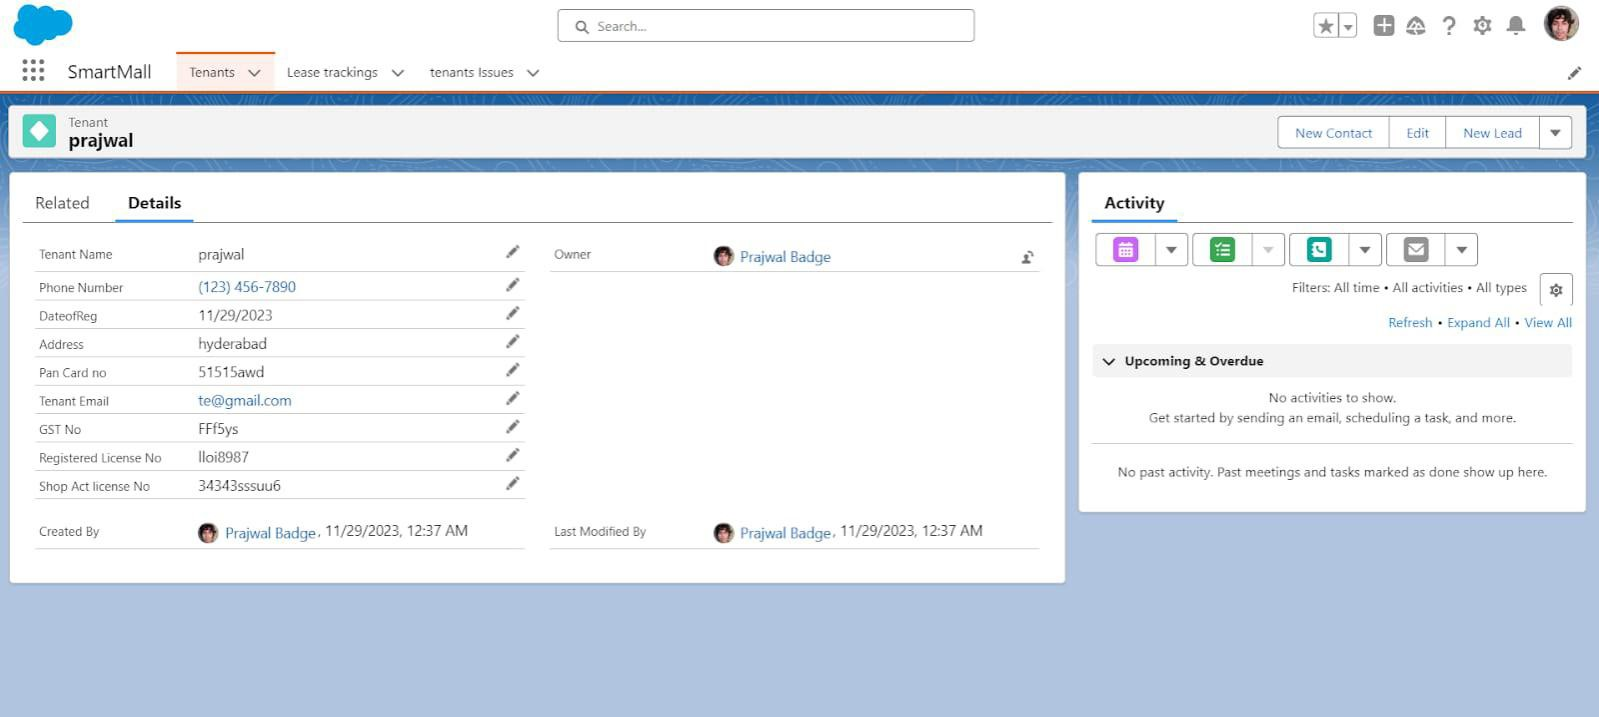 Search...
SmartMall Tenants Lease trackings tenants Issues
Tenant
prajwal
New Contact Edit New Lead
Related Details
Tenant Name prajwal
Owner Prajwal Badge
Phone Number (123) 456-7890
DateofReg 11/29/2023
Address hyderabad
Pan Card no 51515awd
Tenant Email te@gmail.com
GST No FFf5ys
Registered License No lloi8987
Shop Act license No 34343sssuu6
Created By Prajwal Badge, 11/29/2023, 12:37 AM
Last Modified By Prajwal Badge, 11/29/2023, 12:37 AM
Activity
Filters: All time • All activities • All types
Refresh • Expand All • View All
Upcoming & Overdue
No activities to show.
Get started by sending an email, scheduling a task, and more.
No past activity. Past meetings and tasks marked as done show up here.